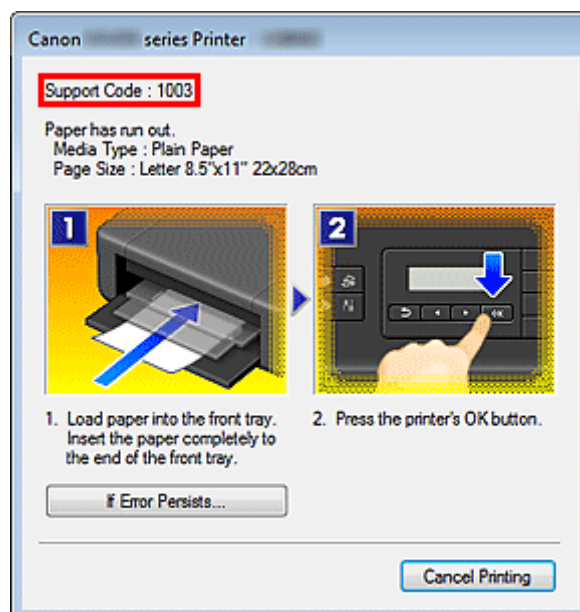 Canon series Printer
Support Code : 1003
Paper has run out.
Media Type : Plain Paper
Page Size : Letter 8.5"x11" 22x28cm
1
2
OK
1. Load paper into the front tray.
Insert the paper completely to
the end of the front tray.
2. Press the printer's OK button.
If Error Persists...
Cancel Printing